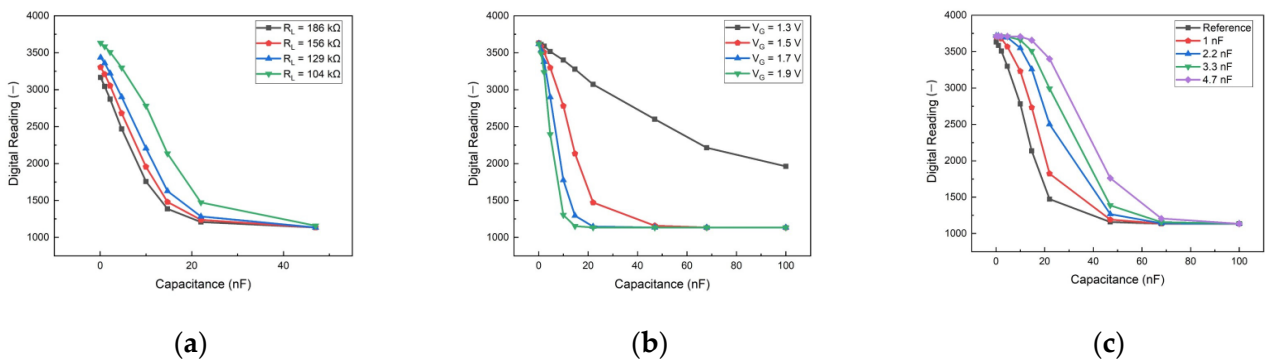 R_L = 186 kΩ
R_L = 156 kΩ
R_L = 129 kΩ
R_L = 104 kΩ
4000
3500
3000
2500
2000
1500
1000
Digital Reading (−)
0
20
40
Capacitance (nF)
(a)
V_G = 1.3 V
V_G = 1.5 V
V_G = 1.7 V
V_G = 1.9 V
4000
3500
3000
2500
2000
1500
1000
Digital Reading (−)
0
20
40
60
80
100
Capacitance (nF)
(b)
Reference
1 nF
2.2 nF
3.3 nF
4.7 nF
4000
3500
3000
2500
2000
1500
1000
Digital Reading (−)
0
20
40
60
80
100
Capacitance (nF)
(c)